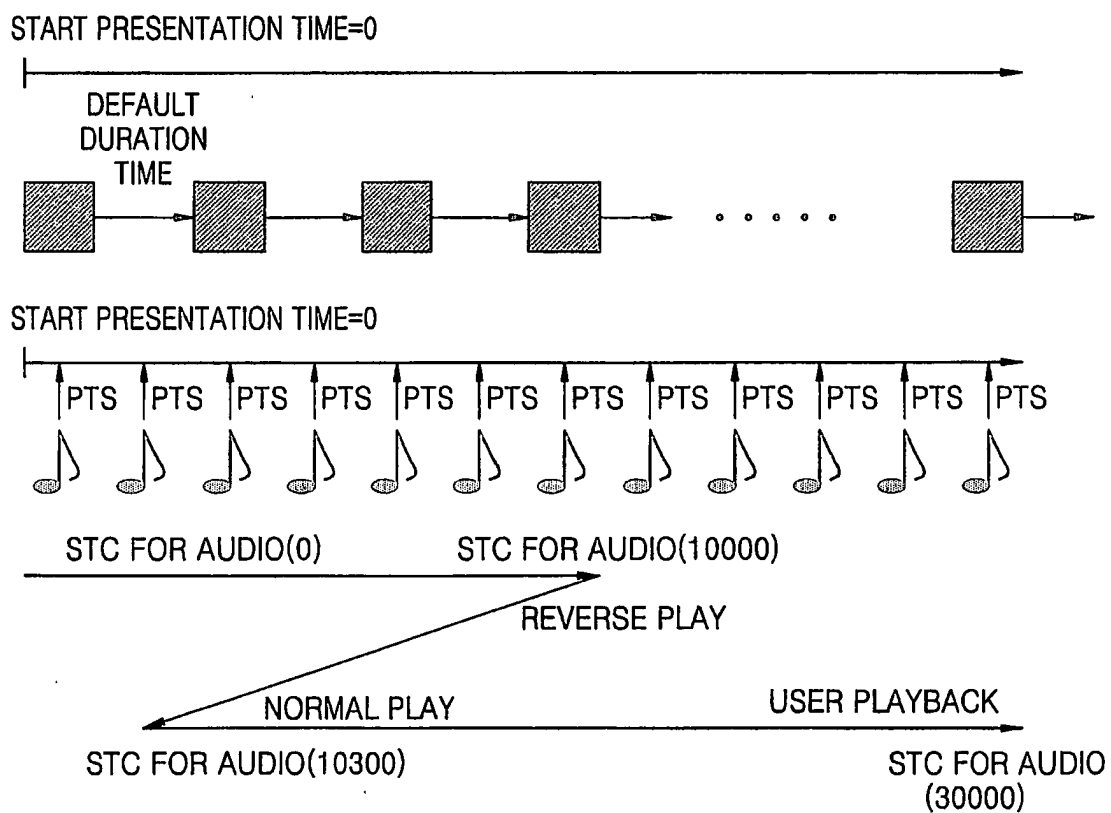 START PRESENTATION TIME=0
DEFAULT
DURATION
TIME
START PRESENTATION TIME=0
PTS PTS PTS PTS PTS PTS PTS PTS PTS PTS PTS PTS
STC FOR AUDIO(0) STC FOR AUDIO(10000)
REVERSE PLAY
NORMAL PLAY USER PLAYBACK
STC FOR AUDIO(10300) STC FOR AUDIO
(30000)